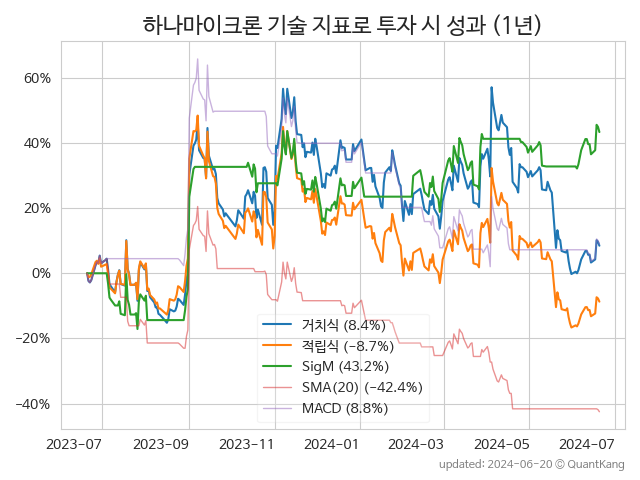 하나마이크론 기술 지표로 투자 시 성과 (1년)
60%
40%
20%
0%
−20%
−40%
거치식 (8.4%)
적립식 (−8.7%)
SigM (43.2%)
SMA(20) (−42.4%)
MACD (8.8%)
2023-07 2023-09 2023-11 2024-01 2024-03 2024-05 2024-07
updated: 2024-06-20 © QuantKang